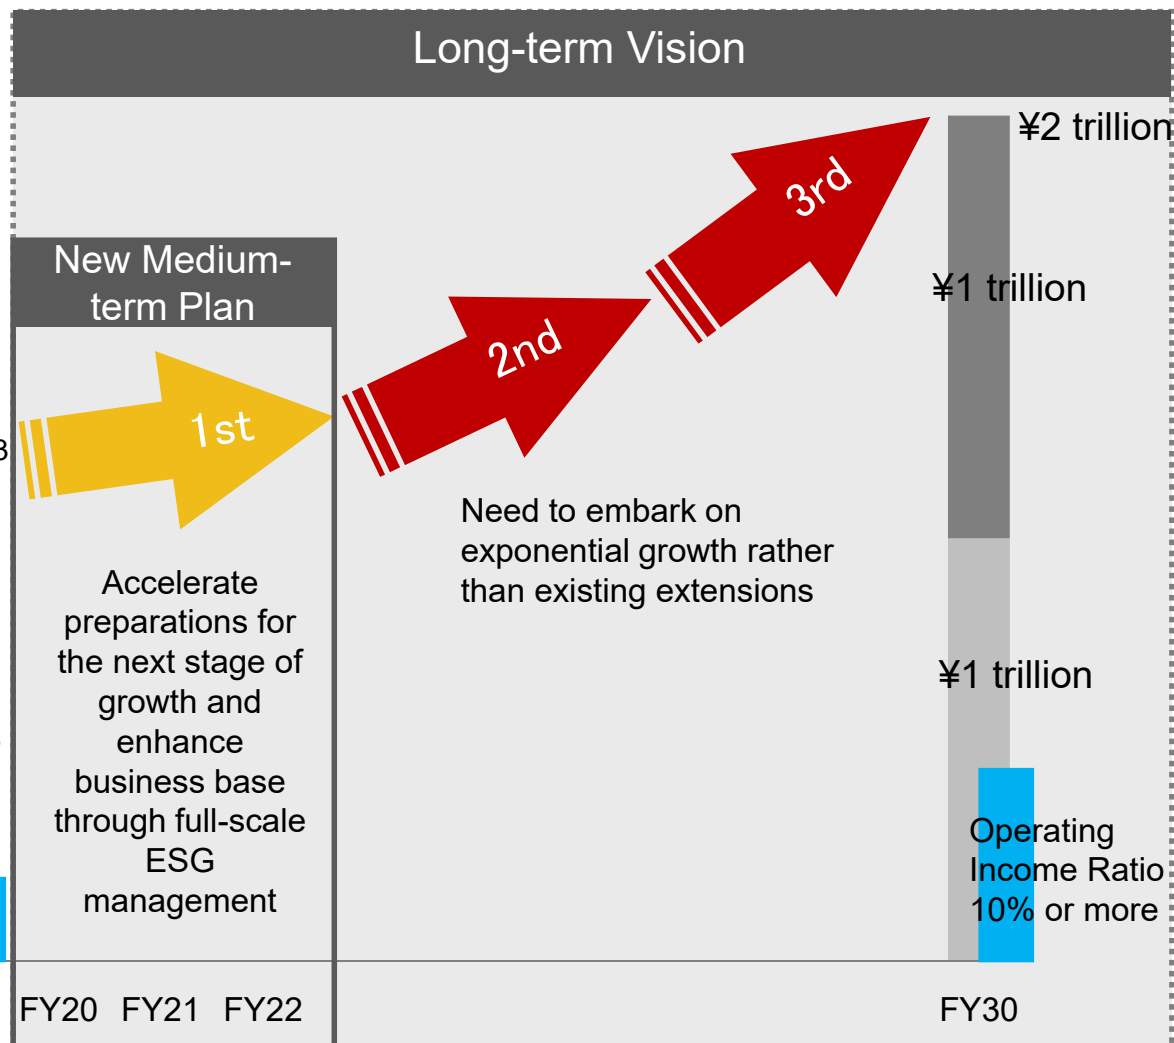 Long-term Vision
¥2 trillion
3rd
New Medium-
term Plan
¥1 trillion
2nd
1st
3
Need to embark on
exponential growth rather
than existing extensions
Accelerate
preparations for
the next stage of
growth and
enhance
business base
through full-scale
ESG
management
¥1 trillion
Operating
Income Ratio
10% or more
FY20 FY21 FY22 FY30